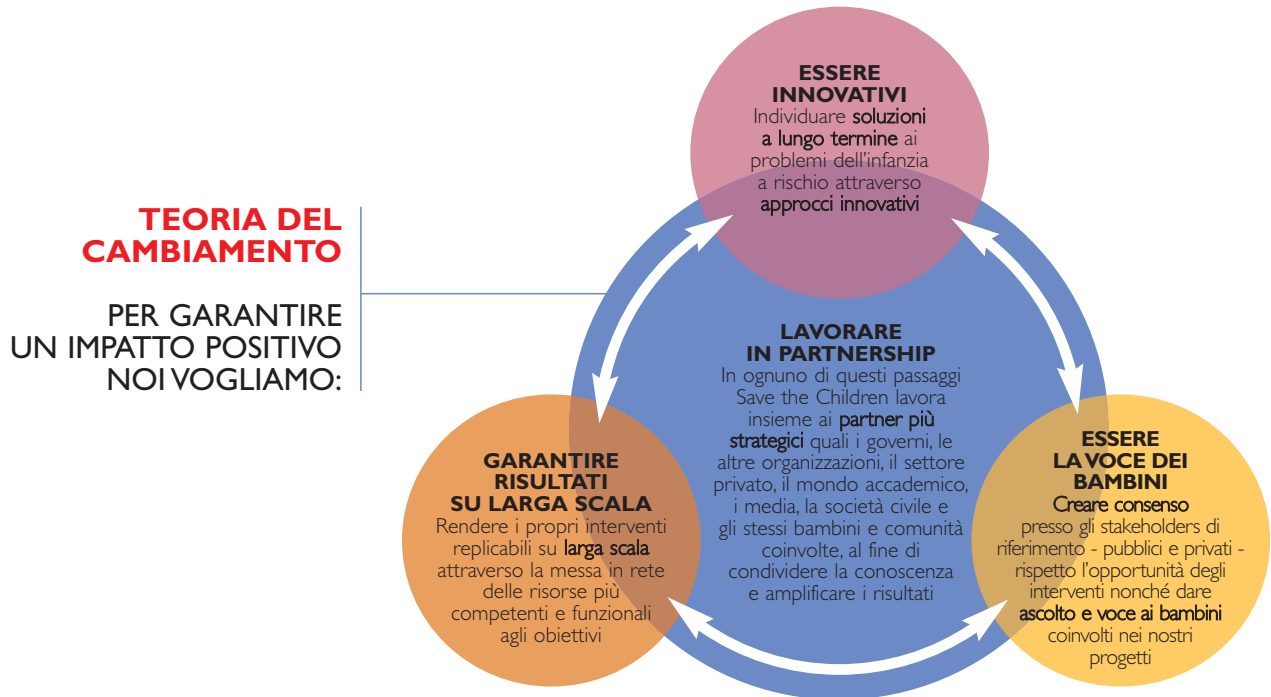 TEORIA DEL
CAMBIAMENTO
PER GARANTIRE
UN IMPATTO POSITIVO
NOI VOGLIAMO:
ESSERE
INNOVATIVI
Individuare soluzioni
a lungo termine ai
problemi dell'infanzia
a rischio attraverso
approcci innovativi
LAVORARE
IN PARTNERSHIP
In ognuno di questi passaggi
Save the Children lavora
insieme ai partner più
strategici quali i governi, le
altre organizzazioni, il settore
privato, il mondo accademico,
i media, la società civile e
gli stessi bambini e comunità
coinvolte, al fine di
condividere la conoscenza
e amplificare i risultati
GARANTIRE
RISULTATI
SU LARGA SCALA
Rendere i propri interventi
replicabili su larga scala
attraverso la messa in rete
delle risorse più
competenti e funzionali
agli obiettivi
ESSERE
LA VOCE DEI
BAMBINI
Creare consenso
presso gli stakeholders di
riferimento - pubblici e privati -
rispetto l'opportunità degli
interventi nonché dare
ascolto e voce ai bambini
coinvolti nei nostri
progetti